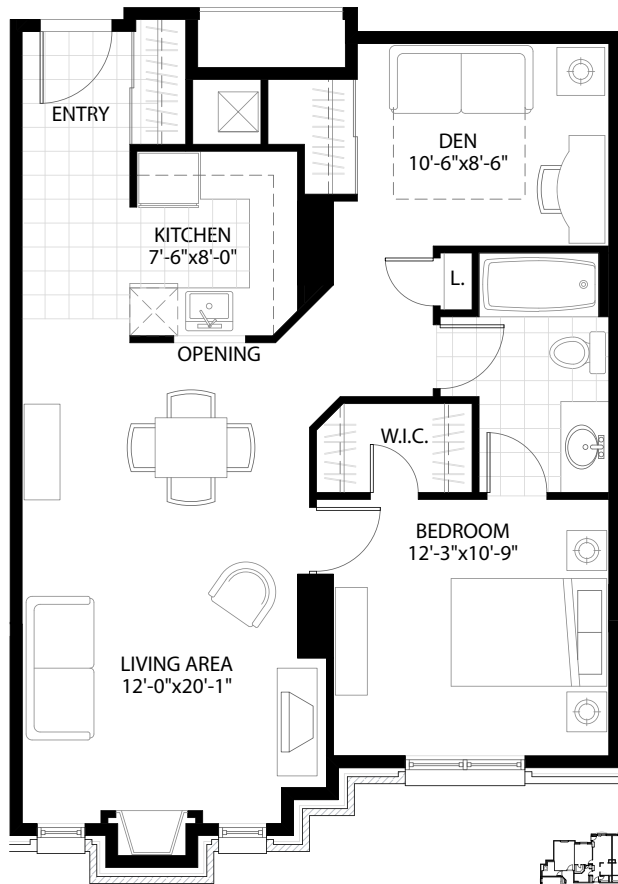 ENTRY
DEN
10'-6"x8'-6"
KITCHEN
7'-6"x8'-0"
L.
OPENING
W.I.C.
BEDROOM
12'-3"x10'-9"
LIVING AREA
12'-0"x20'-1"